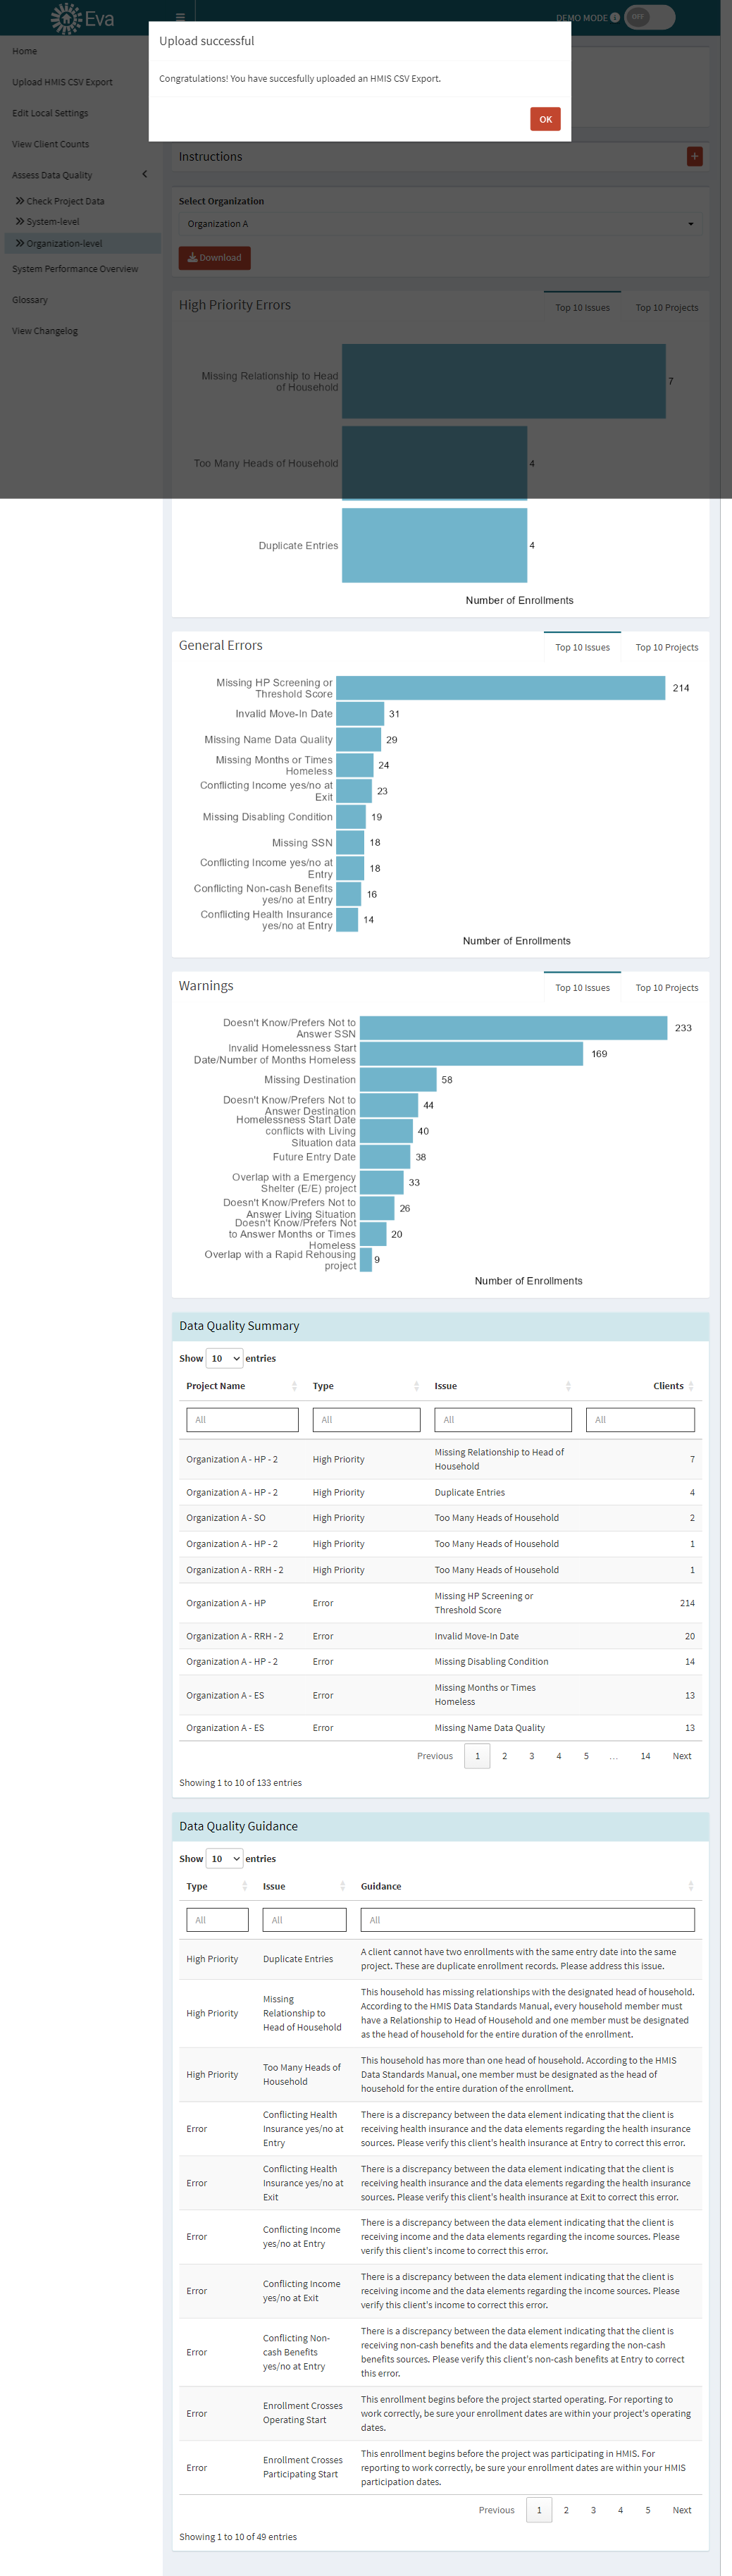 Eva
DEMO MODE
OFF
Upload successful
Congratulations! You have succesfully uploaded an HMIS CSV Export.
OK
Home
Upload HMIS CSV Export
Edit Local Settings
View Client Counts
Assess Data Quality
Check Project Data
System-level
Organization-level
System Performance Overview
Glossary
View Changelog
Instructions
Select Organization
Organization A
Download
High Priority Errors
Top 10 Issues
Top 10 Projects
Missing Relationship to Head
of Household
7
Too Many Heads of Household
4
Duplicate Entries
4
Number of Enrollments
General Errors
Top 10 Issues
Top 10 Projects
Missing HP Screening or
Threshold Score
214
Invalid Move-In Date
31
Missing Name Data Quality
29
Missing Months or Times
Homeless
24
Conflicting Income yes/no at
Exit
23
Missing Disabling Condition
19
Missing SSN
18
Conflicting Income yes/no at
Entry
18
Conflicting Non-cash Benefits
yes/no at Entry
16
Conflicting Health Insurance
yes/no at Entry
14
Number of Enrollments
Warnings
Top 10 Issues
Top 10 Projects
Doesn't Know/Prefers Not to
Answer SSN
233
Invalid Homelessness Start
Date/Number of Months Homeless
169
Missing Destination
58
Doesn't Know/Prefers Not to
Answer Destination
44
Homelessness Start Date
conflicts with Living
Situation data
40
Future Entry Date
38
Overlap with a Emergency
Shelter (E/E) project
33
Doesn't Know/Prefers Not to
Answer Living Situation
26
Doesn't Know/Prefers Not
to Answer Months or Times
Homeless
20
Overlap with a Rapid Rehousing
project
9
Number of Enrollments
Data Quality Summary
Show 10 entries
Project Name Type Issue Clients
All All All All
Organization A - HP - 2 High Priority Missing Relationship to Head of
Household 7
Organization A - HP - 2 High Priority Duplicate Entries 4
Organization A - SO High Priority Too Many Heads of Household 2
Organization A - HP - 2 High Priority Too Many Heads of Household 1
Organization A - RRH - 2 High Priority Too Many Heads of Household 1
Organization A - HP Error Missing HP Screening or
Threshold Score 214
Organization A - RRH - 2 Error Invalid Move-In Date 20
Organization A - HP - 2 Error Missing Disabling Condition 14
Organization A - ES Error Missing Months or Times
Homeless 13
Organization A - ES Error Missing Name Data Quality 13
Previous 1 2 3 4 5 … 14 Next
Showing 1 to 10 of 133 entries
Data Quality Guidance
Show 10 entries
Type Issue Guidance
All All All
High Priority Duplicate Entries
A client cannot have two enrollments with the same entry date into the same
project. These are duplicate enrollment records. Please address this issue.
High Priority
Missing
Relationship to
Head of Household
This household has missing relationships with the designated head of household.
According to the HMIS Data Standards Manual, every household member must
have a Relationship to Head of Household and one member must be designated
as the head of household for the entire duration of the enrollment.
High Priority
Too Many Heads of
Household
This household has more than one head of household. According to the HMIS
Data Standards Manual, one member must be designated as the head of
household for the entire duration of the enrollment.
Error
Conflicting Health
Insurance yes/no at
Entry
There is a discrepancy between the data element indicating that the client is
receiving health insurance and the data elements regarding the health insurance
sources. Please verify this client's health insurance at Entry to correct this error.
Error
Conflicting Health
Insurance yes/no at
Exit
There is a discrepancy between the data element indicating that the client is
receiving health insurance and the data elements regarding the health insurance
sources. Please verify this client's health insurance at Exit to correct this error.
Error
Conflicting Income
yes/no at Entry
There is a discrepancy between the data element indicating that the client is
receiving income and the data elements regarding the income sources. Please
verify this client's income to correct this error.
Error
Conflicting Income
yes/no at Exit
There is a discrepancy between the data element indicating that the client is
receiving income and the data elements regarding the income sources. Please
verify this client's income to correct this error.
Error
Conflicting Non-
cash Benefits
yes/no at Entry
There is a discrepancy between the data element indicating that the client is
receiving non-cash benefits and the data elements regarding the non-cash
benefits sources. Please verify this client's non-cash benefits at Entry to correct
this error.
Error
Enrollment Crosses
Operating Start
This enrollment begins before the project started operating. For reporting to
work correctly, be sure your enrollment dates are within your project's operating
dates.
Error
Enrollment Crosses
Participating Start
This enrollment begins before the project was participating in HMIS. For
reporting to work correctly, be sure your enrollment dates are within your HMIS
participation dates.
Previous 1 2 3 4 5 Next
Showing 1 to 10 of 49 entries